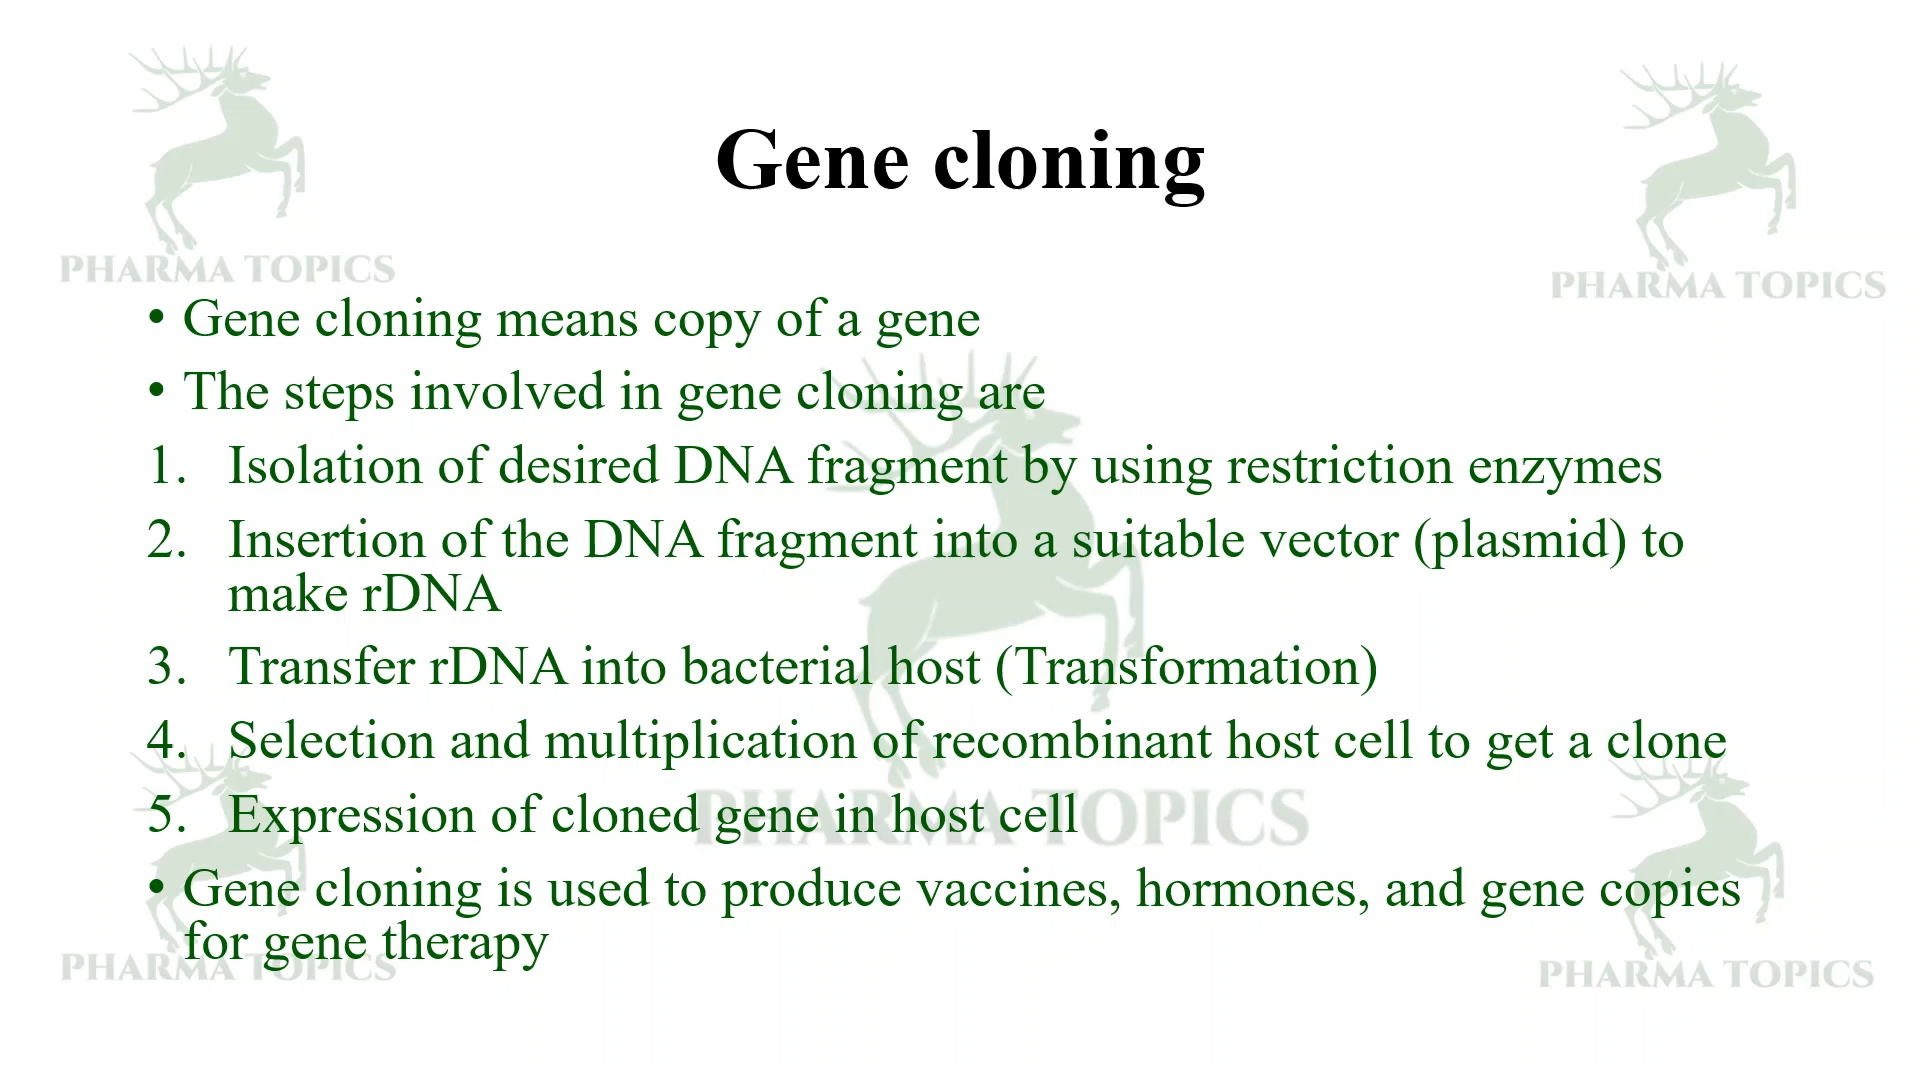 Gene cloning
PHARMA TOPICS
PHARMA TOPICS
• Gene cloning means copy of a gene
• The steps involved in gene cloning are
1. Isolation of desired DNA fragment by using restriction enzymes
2. Insertion of the DNA fragment into a suitable vector (plasmid) to
make rDNA
3. Transfer rDNA into bacterial host (Transformation)
4. Selection and multiplication of recombinant host cell to get a clone
5. Expression of cloned gene in host cell
PHARMA TOPICS
• Gene cloning is used to produce vaccines, hormones, and gene copies
for gene therapy
PHARMA TOPICS
PHARMA TOPICS